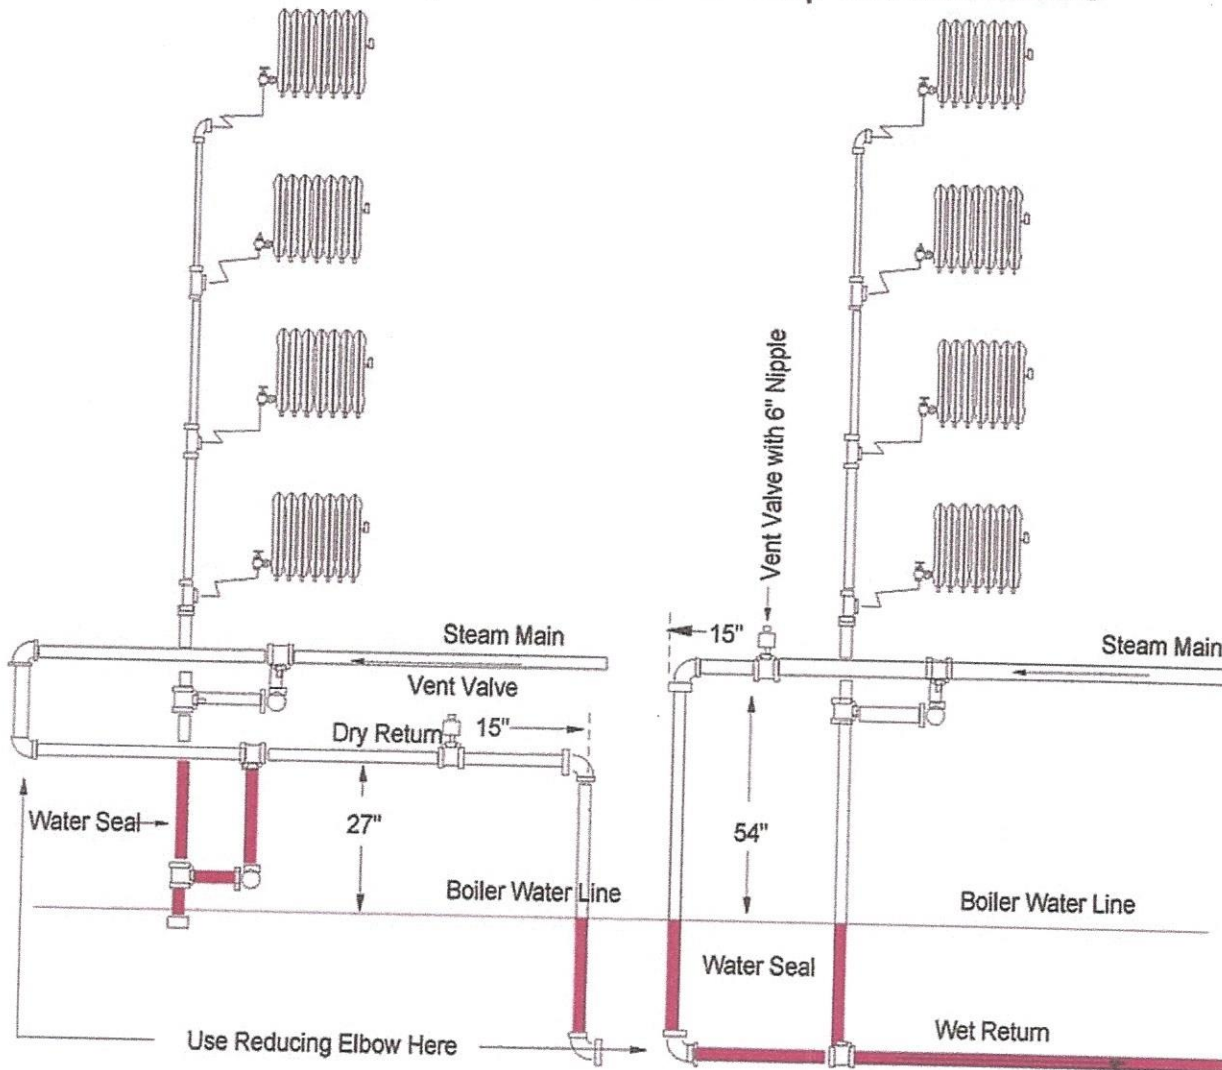 Vent Valve with 6" Nipple
Steam Main
15"
Steam Main
Vent Valve
Dry Return
15"
Water Seal
27"
54"
Boiler Water Line
Boiler Water Line
Water Seal
Use Reducing Elbow Here
Wet Return